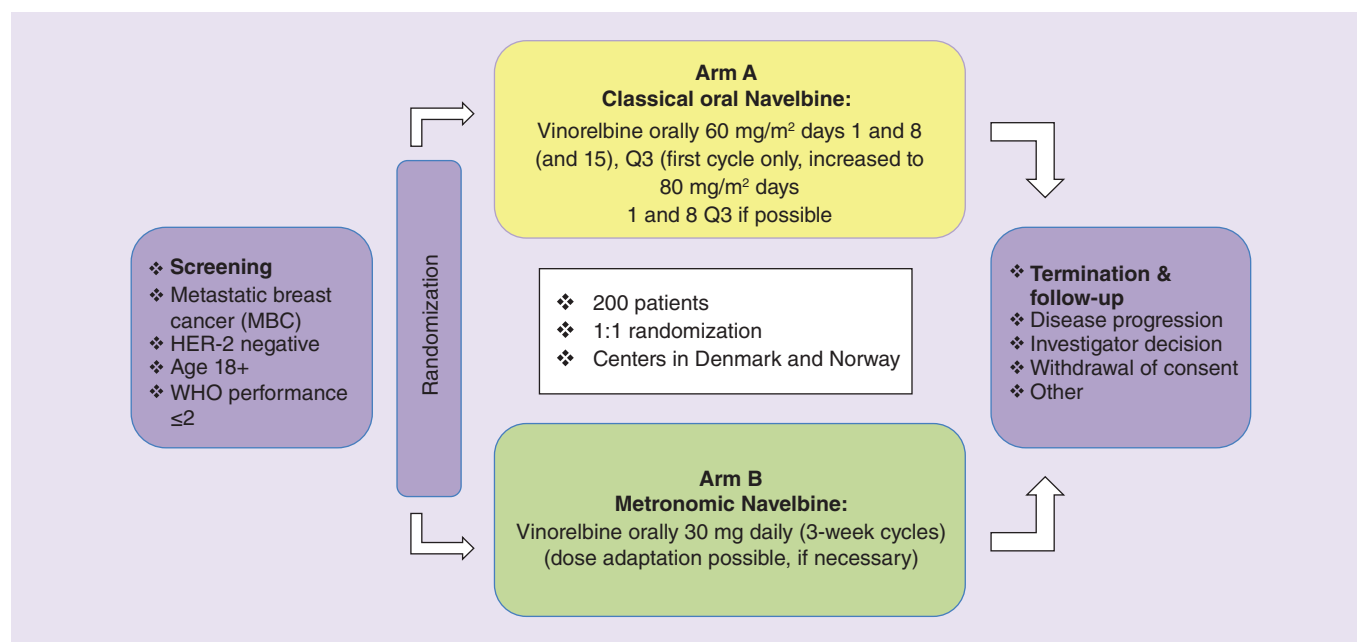 ❖ Screening
❖ Metastatic breast
cancer (MBC)
❖ HER-2 negative
❖ Age 18+
❖ WHO performance
≤2
Randomization
Arm A
Classical oral Navelbine:
Vinorelbine orally 60 mg/m² days 1 and 8
(and 15), Q3 (first cycle only, increased to
80 mg/m² days
1 and 8 Q3 if possible
❖ 200 patients
❖ 1:1 randomization
❖ Centers in Denmark and Norway
Arm B
Metronomic Navelbine:
Vinorelbine orally 30 mg daily (3-week cycles)
(dose adaptation possible, if necessary)
❖ Termination &
follow-up
❖ Disease progression
❖ Investigator decision
❖ Withdrawal of consent
❖ Other